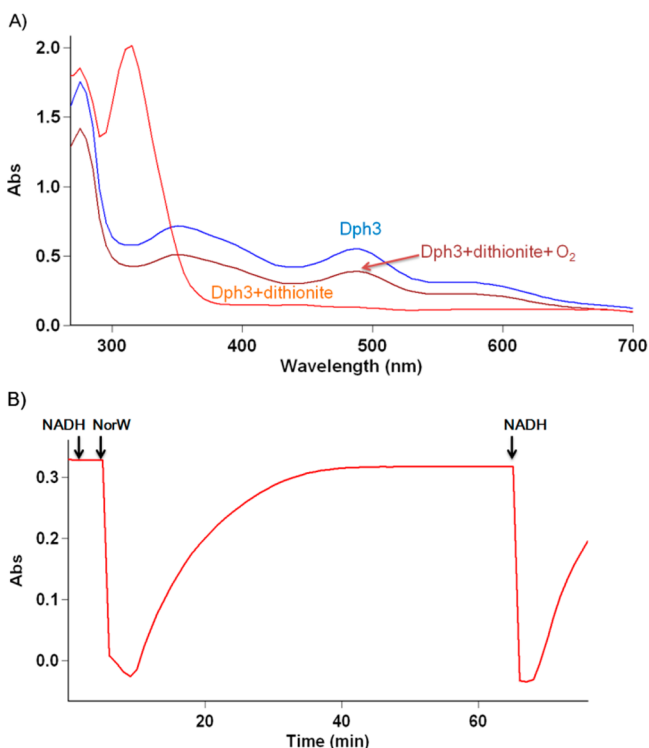 A)
2.0
1.5
1.0
0.5
0.0
Abs
Dph3
Dph3+dithionite+ O₂
Dph3+dithionite
300 400 500 600 700
Wavelength (nm)
B)
NADH NorW NADH
0.3
0.2
0.1
0.0
Abs
20 40 60
Time (min)